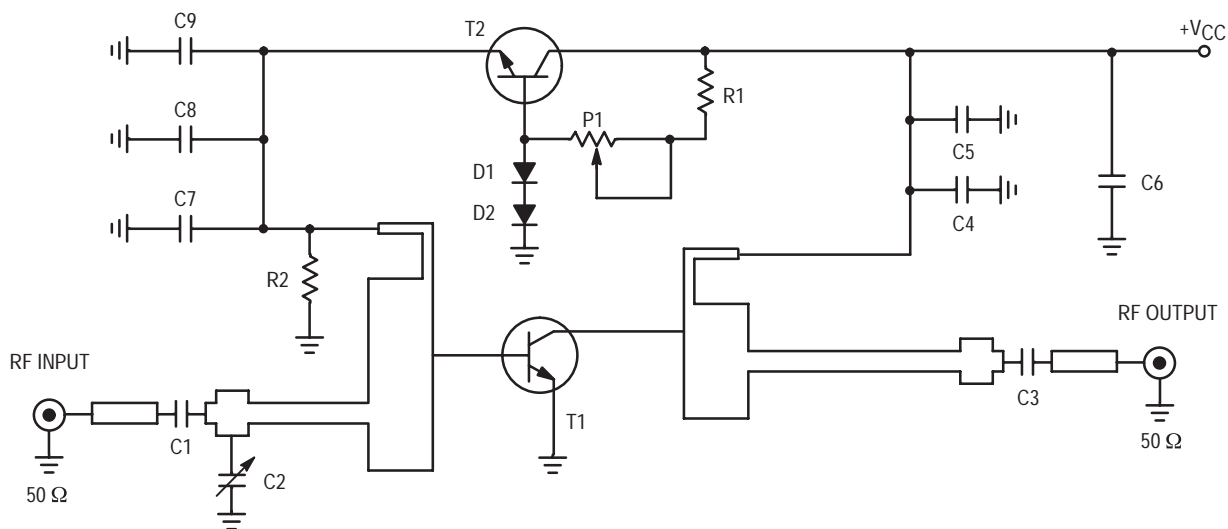 C9
T2
+VCC
C8
P1
R1
C5
D1
C7
C4
C6
D2
R2
RF INPUT
RF OUTPUT
C1
T1
C3
C2
50 Ω
50 Ω